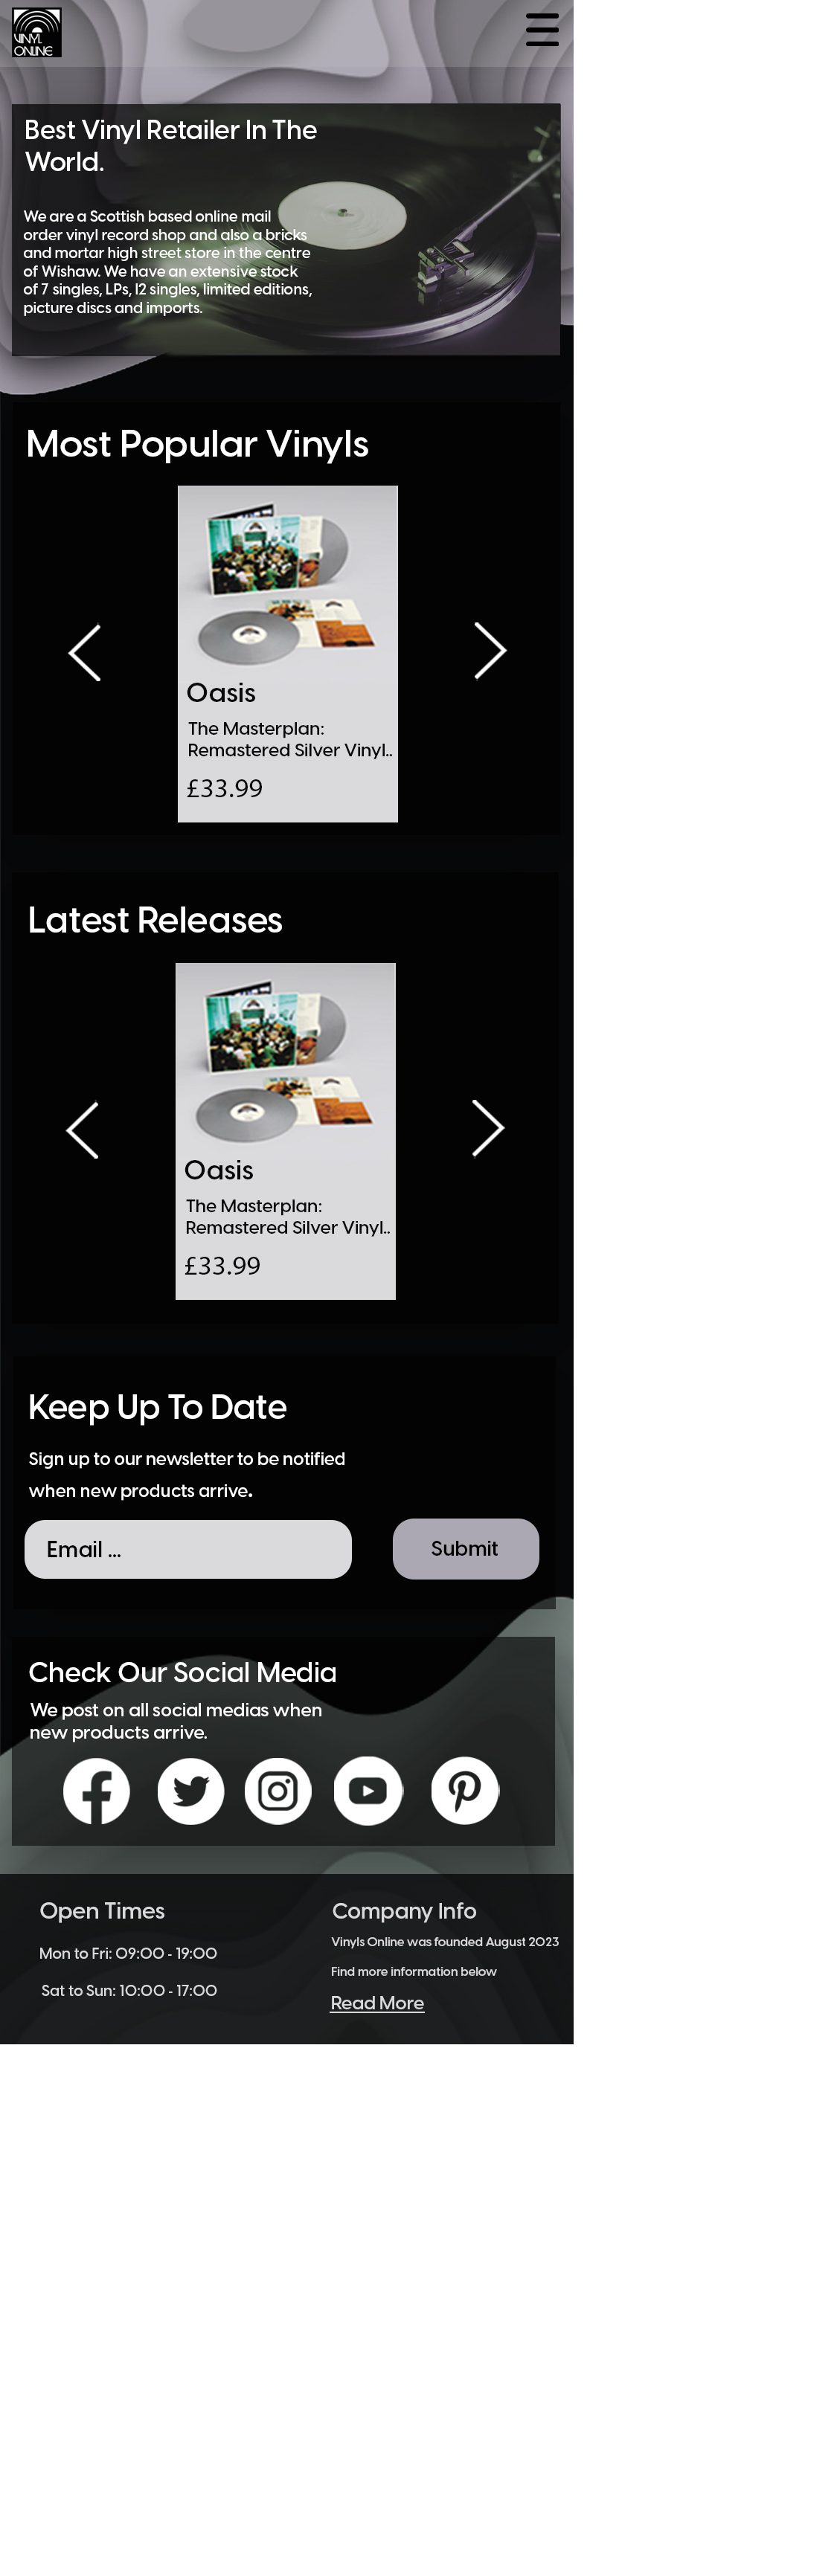 VINYL
ONLINE
Best Vinyl Retailer In The
World.
We are a Scottish based online mail
order vinyl record shop and also a bricks
and mortar high street store in the centre
of Wishaw. We have an extensive stock
of 7 singles, LPs, 12 singles, limited editions,
picture discs and imports.
Most Popular Vinyls
Oasis
The Masterplan:
Remastered Silver Vinyl..
£33.99
Latest Releases
Oasis
The Masterplan:
Remastered Silver Vinyl..
£33.99
Keep Up To Date
Sign up to our newsletter to be notified
when new products arrive.
Email ...
Submit
Check Our Social Media
We post on all social medias when
new products arrive.
Open Times
Mon to Fri: 09:00 - 19:00
Sat to Sun: 10:00 - 17:00
Company Info
Vinyls Online was founded August 2023
Find more information below
Read More